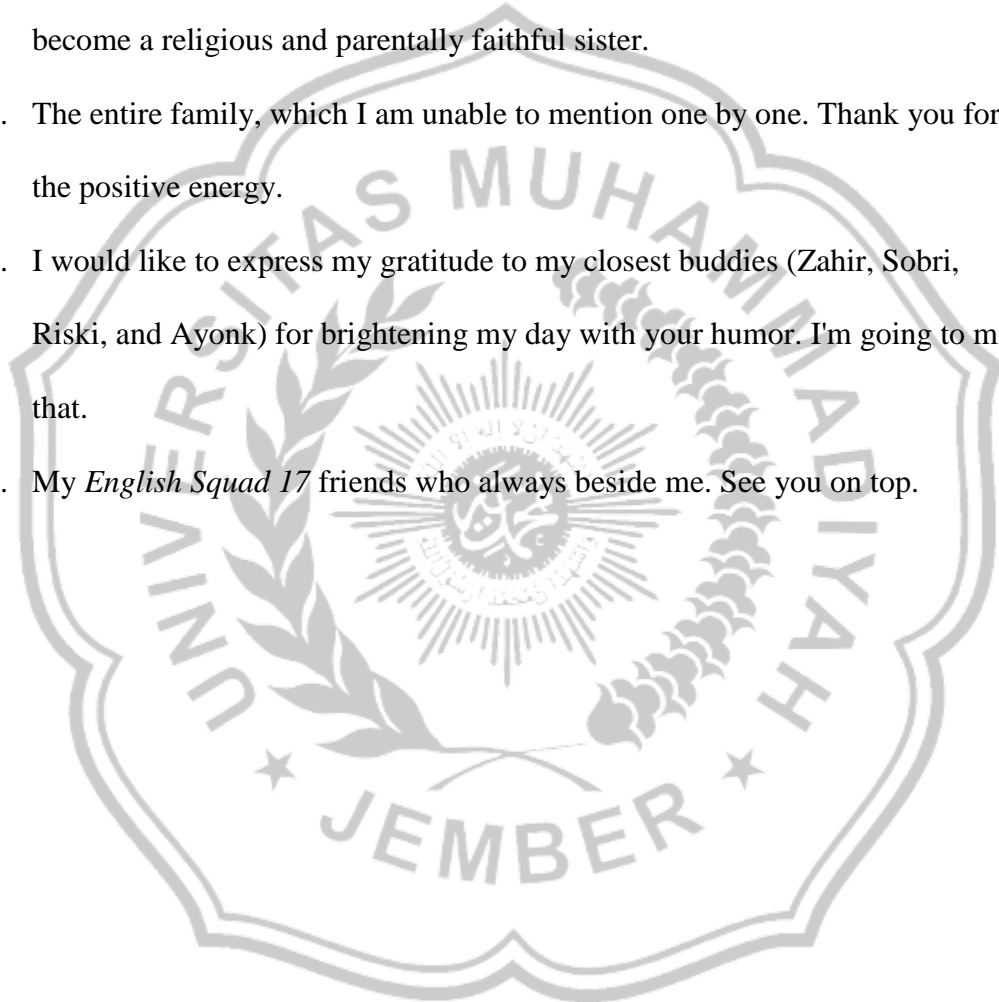 become a religious and parentally faithful sister.
. The entire family, which I am unable to mention one by one. Thank you for
the positive energy.
. I would like to express my gratitude to my closest buddies (Zahir, Sobri,
Riski, and Ayonk) for brightening my day with your humor. I'm going to m
that.
. My English Squad 17 friends who always beside me. See you on top.
UNIVERSITAS MUHAMMADIYAH
JEMBER